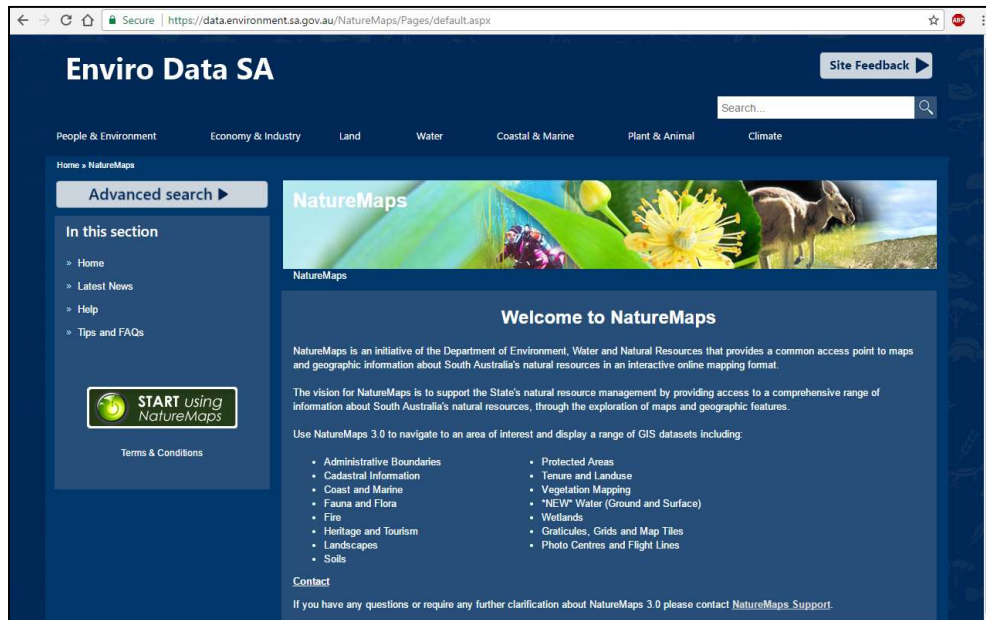 Secure | https://data.environment.sa.gov.au/NatureMaps/Pages/default.aspx
ABP
Enviro Data SA
Site Feedback
Search...
People & Environment Economy & Industry Land Water Coastal & Marine Plant & Animal Climate
Home » NatureMaps
Advanced search
In this section
» Home
» Latest News
» Help
» Tips and FAQs
START using
NatureMaps
Terms & Conditions
NatureMaps
NatureMaps
Welcome to NatureMaps
NatureMaps is an initiative of the Department of Environment, Water and Natural Resources that provides a common access point to maps
and geographic information about South Australia's natural resources in an interactive online mapping format.
The vision for NatureMaps is to support the State's natural resource management by providing access to a comprehensive range of
information about South Australia's natural resources, through the exploration of maps and geographic features.
Use NatureMaps 3.0 to navigate to an area of interest and display a range of GIS datasets including:
• Administrative Boundaries
• Cadastral Information
• Coast and Marine
• Fauna and Flora
• Fire
• Heritage and Tourism
• Landscapes
• Soils
• Protected Areas
• Tenure and Landuse
• Vegetation Mapping
• *NEW* Water (Ground and Surface)
• Wetlands
• Graticules, Grids and Map Tiles
• Photo Centres and Flight Lines
Contact
If you have any questions or require any further clarification about NatureMaps 3.0 please contact NatureMaps Support.